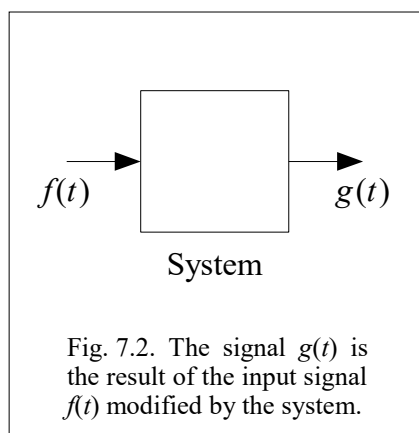 f(t)
g(t)
System
Fig. 7.2. The signal g(t) is
the result of the input signal
f(t) modified by the system.